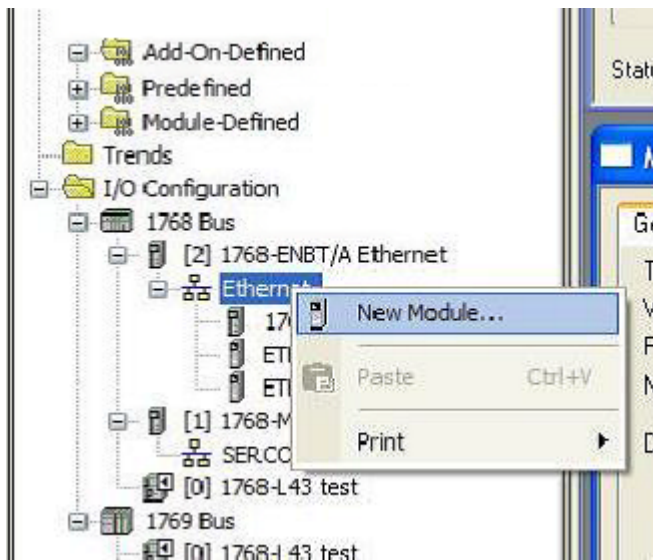 Add-On-Defined
Predefined
Module-Defined
Trends
I/O Configuration
1768 Bus
[2] 1768-ENBT/A Ethernet
Ethernet
New Module...
Paste Ctrl+V
Print
[1] 1768-M
SERCO
[0] 1768-L43 test
1769 Bus
[0] 1768-L43 test